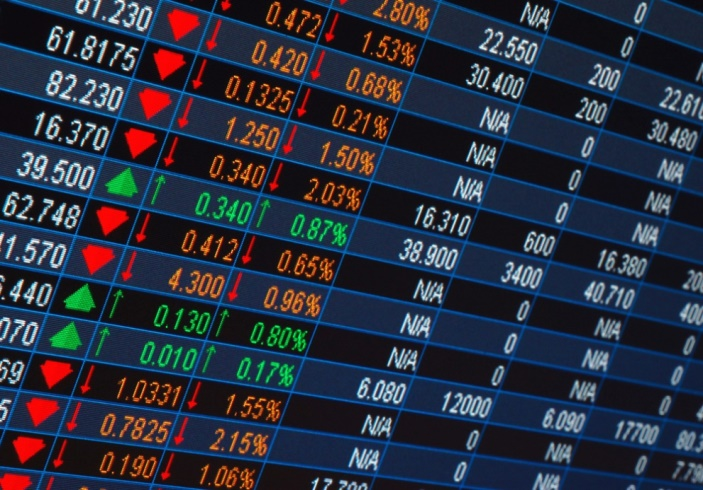 0
N/A 0
2.80% 22.550 200 22.610
0.472 1.53% 30.400 200 30.480
61.230 0.420 0.68% N/A 0 N/A
61.8175 0.1325 0.21% N/A 0 N/A
82.230 1.250 1.50% N/A 0 N/A
16.370 0.340 2.03% 16.310 600 16.380
39.500 0.340 0.87% 38.900 3400 40.710
62.748 0.412 0.65% N/A 0 N/A
1.570 4.300 0.96% N/A 0 N/A 0
.440 0.130 0.80% N/A 0 N/A 0
070 0.010 0.17% 6.080 12000 6.090 17700
69 1.0331 1.55% N/A 0 N/A 0
5 0.7825 2.15% N/A 0
0.190 1.06%